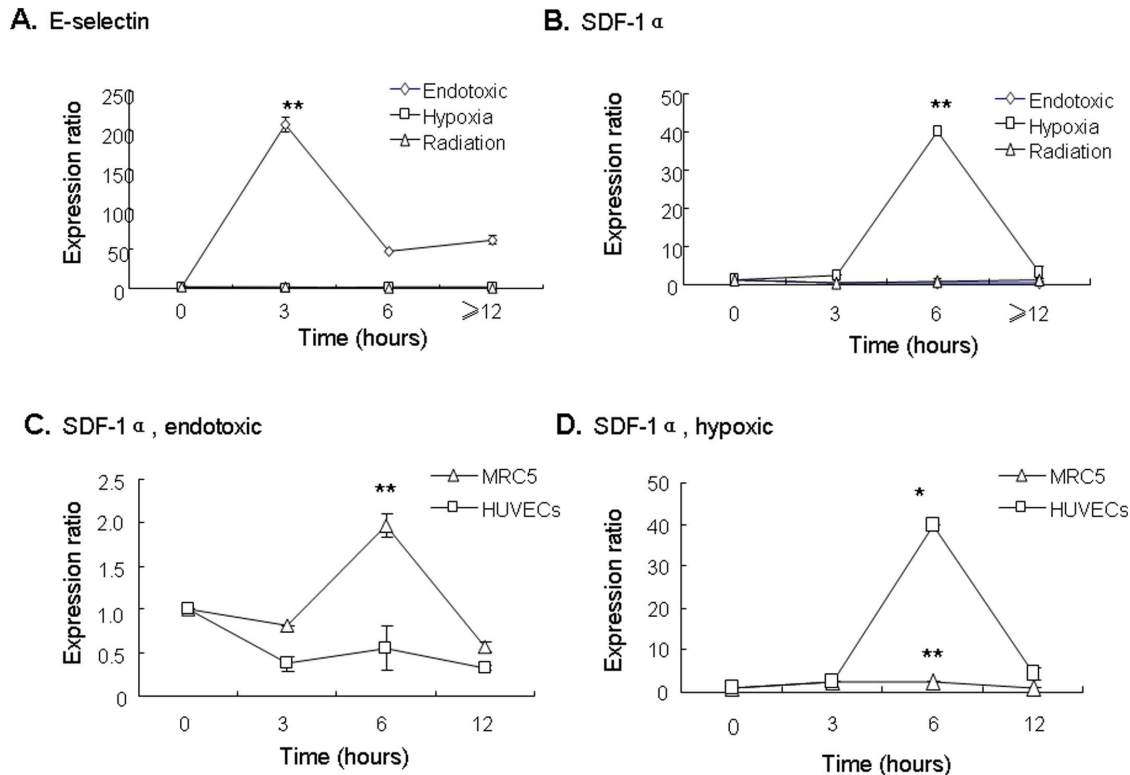 A. E-selectin
250
200
150
100
50
0
Expression ratio
**
Endotoxic
Hypoxia
Radiation
0 3 6 ⩾12
Time (hours)
B. SDF-1 α
50
40
30
20
10
0
Expression ratio
**
Endotoxic
Hypoxia
Radiation
0 3 6 ⩾12
Time (hours)
C. SDF-1 α , endotoxic
2.5
2.0
1.5
1.0
0.5
0
Expression ratio
**
MRC5
HUVECs
0 3 6 12
Time (hours)
D. SDF-1 α , hypoxic
50
40
30
20
10
0
Expression ratio
*
**
MRC5
HUVECs
0 3 6 12
Time (hours)